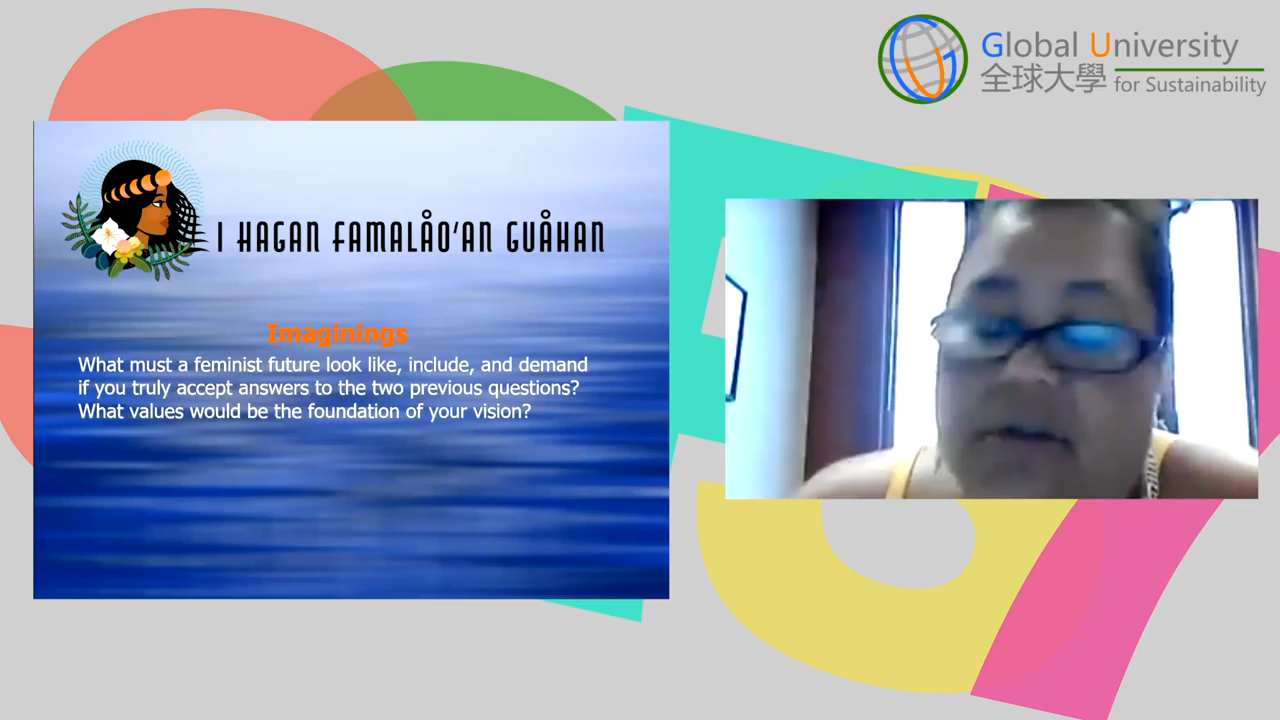 Global University
全球大學 for Sustainability
I HAGAN FAMALÅO‘AN GUÅHAN
Imaginings
What must a feminist future look like, include, and demand
if you truly accept answers to the two previous questions?
What values would be the foundation of your vision?